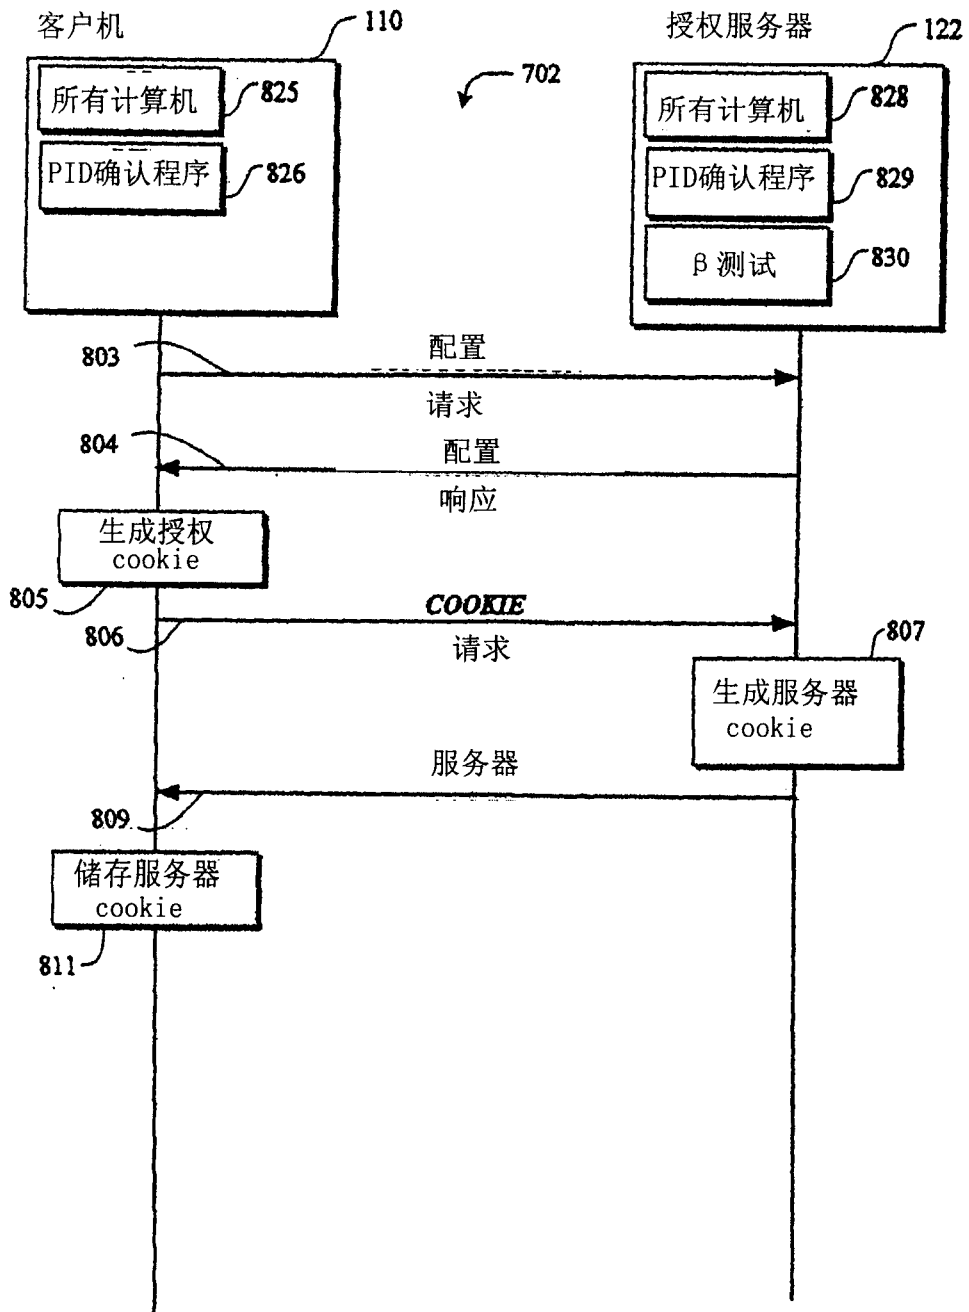 客户机
110
授权服务器
122
702
所有计算机
825
PID确认程序
826
所有计算机
828
PID确认程序
829
β测试
830
803
配置
请求
804
配置
响应
生成授权
cookie
805
COOKIE
806
请求
807
生成服务器
cookie
服务器
809
储存服务器
cookie
811